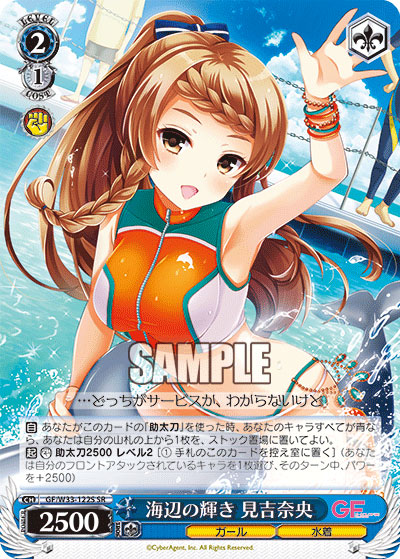 LEVEL
2
1
COST
SAMPLE
…どっちがサービスか、わからないけど
自 あなたがこのカードの「助太刀」を使った時、あなたのキャラすべてが青なら、あなたは自分の山札の上から1枚を、ストック置場に置いてよい。
起 助太刀2500 レベル2 [① 手札のこのカードを控え室に置く] (あなたは自分のフロントアタックされているキャラを1枚選び、そのターン中、パワーを+2500)
CH
GF/W33-122S SR
POWER
2500
海辺の輝き 見吉奈央
GF
ガール
水着
©CyberAgent, Inc. All Rights Reserved.